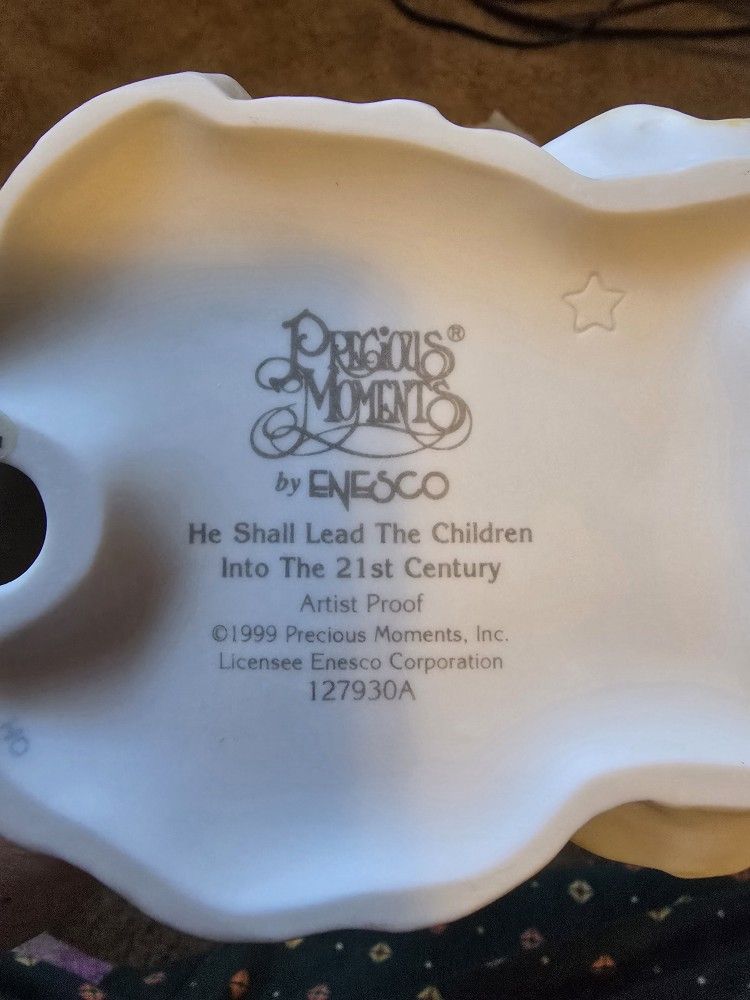 PRECIOUS®
MOMENTS
by ENESCO
He Shall Lead The Children
Into The 21st Century
Artist Proof
©1999 Precious Moments, Inc.
Licensee Enesco Corporation
127930A